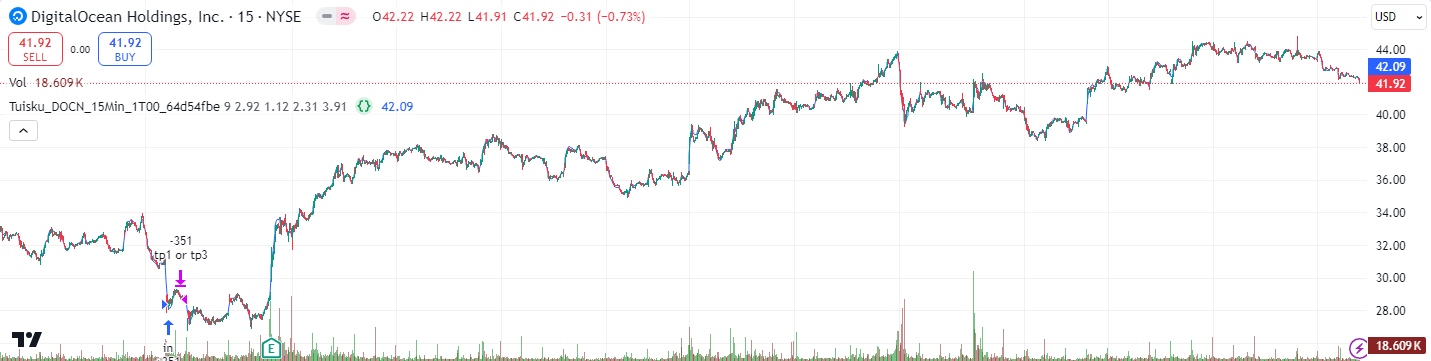 DigitalOcean Holdings, Inc. · 15 · NYSE O42.22 H42.22 L41.91 C41.92 −0.31 (−0.73%)
USD
41.92
SELL
0.00
41.92
BUY
Vol 18.609 K
Tuisku_DOCN_15Min_1T00_64d54fbe 9 2.92 1.12 2.31 3.91 {} 42.09
44.00
42.09
41.92
40.00
38.00
36.00
34.00
32.00
30.00
28.00
18.609 K
-351
tp1 or tp3
in
E